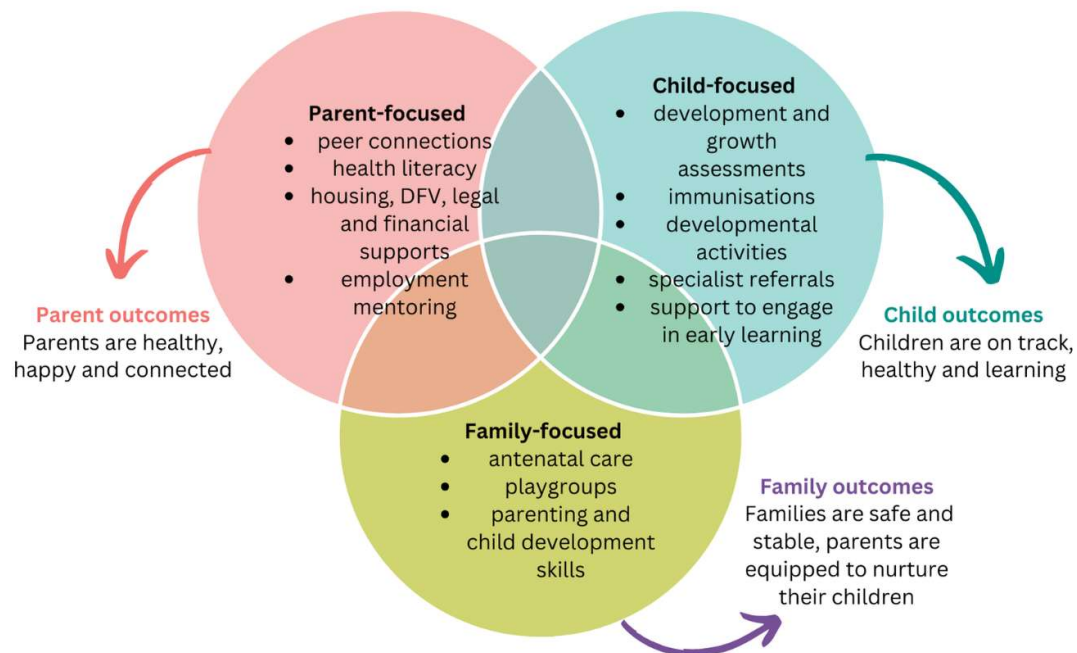 Parent-focused
• peer connections
• health literacy
• housing, DFV, legal
and financial
supports
• employment
mentoring
Child-focused
• development and
growth
assessments
• immunisations
• developmental
activities
• specialist referrals
• support to engage
in early learning
Parent outcomes
Parents are healthy,
happy and connected
Child outcomes
Children are on track,
healthy and learning
Family-focused
• antenatal care
• playgroups
• parenting and
child development
skills
Family outcomes
Families are safe and
stable, parents are
equipped to nurture
their children